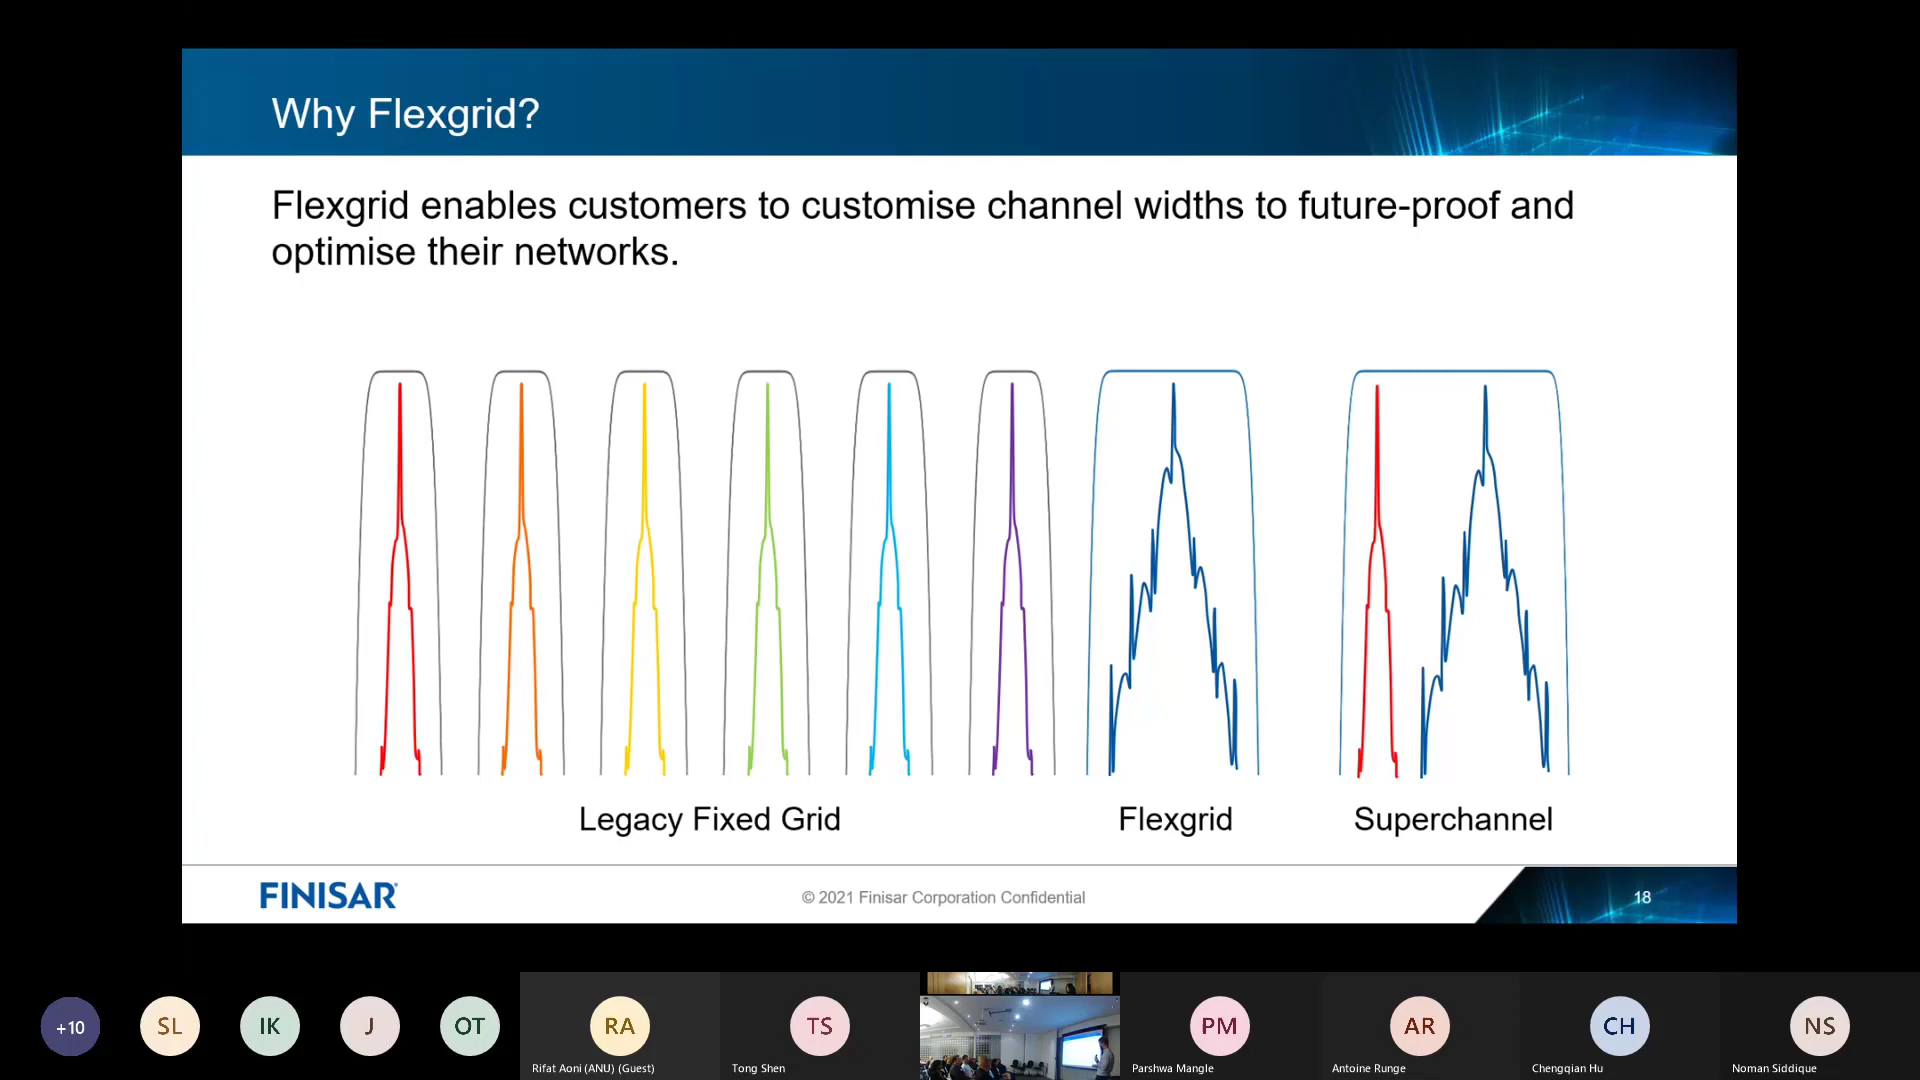 Why Flexgrid?
Flexgrid enables customers to customise channel widths to future-proof and
optimise their networks.
Legacy Fixed Grid
Flexgrid
Superchannel
FINISAR
© 2021 Finisar Corporation Confidential
18
+10
SL
IK
J
OT
RA
Rifat Aoni (ANU) (Guest)
TS
Tong Shen
PM
Parshwa Mangle
AR
Antoine Runge
CH
Chengqian Hu
NS
Noman Siddique